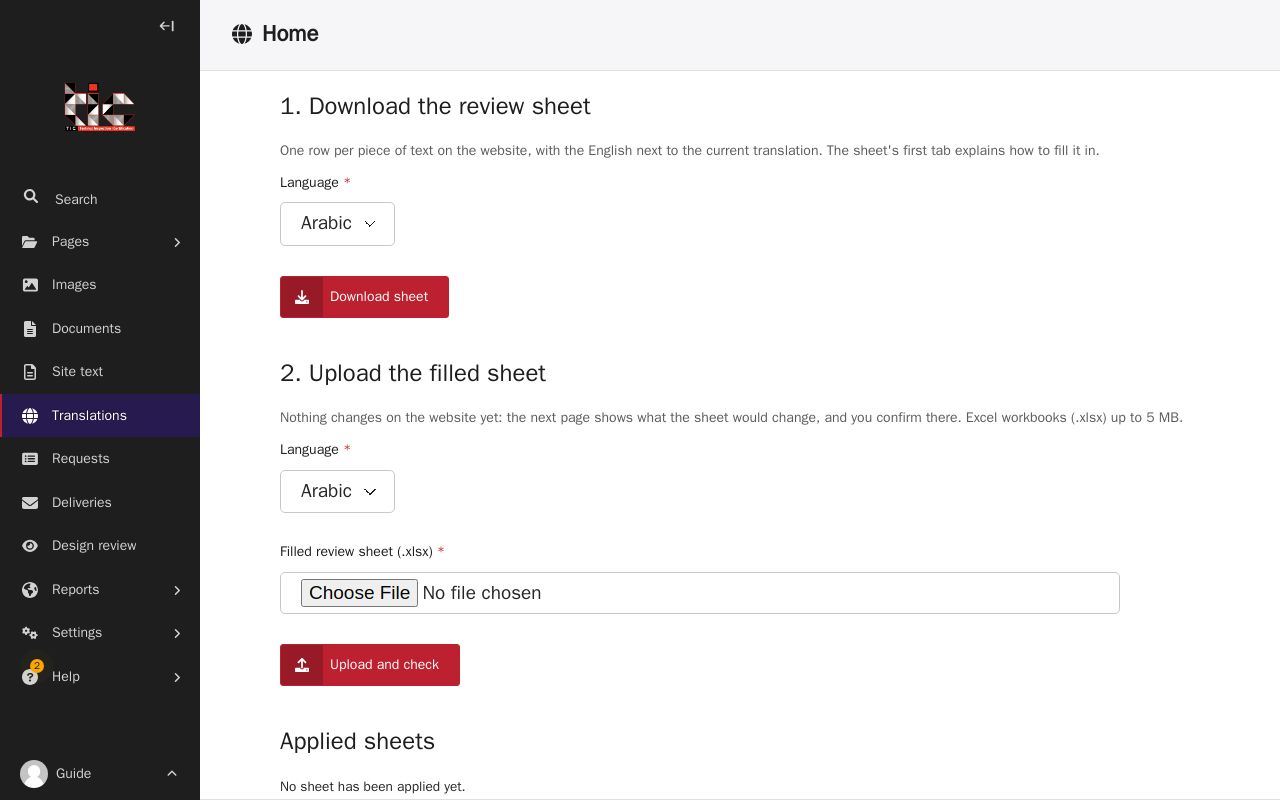 Home
TIC Technical Inspection Certification
Search
Pages
Images
Documents
Site text
Translations
Requests
Deliveries
Design review
Reports
Settings
2
Help
Guide
1. Download the review sheet
One row per piece of text on the website, with the English next to the current translation. The sheet's first tab explains how to fill it in.
Language *
Arabic
Download sheet
2. Upload the filled sheet
Nothing changes on the website yet: the next page shows what the sheet would change, and you confirm there. Excel workbooks (.xlsx) up to 5 MB.
Language *
Arabic
Filled review sheet (.xlsx) *
Choose File No file chosen
Upload and check
Applied sheets
No sheet has been applied yet.